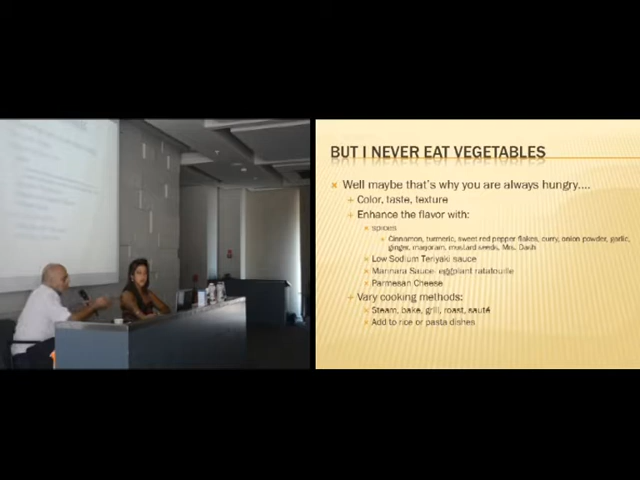 BUT I NEVER EAT VEGETABLES
Well maybe that's why you are always hungry....
Color, taste, texture
Enhance the flavor with:
spices
Cinnamon, turmeric, sweet red pepper flakes, curry, onion powder, garlic,
ginger, marjoram, mustard seeds, Mrs. Dash
Low Sodium Teriyaki sauce
Marinara Sauce- eggplant ratatouille
Parmesan Cheese
Vary cooking methods:
Steam, bake, grill, roast, sauté
Add to rice or pasta dishes